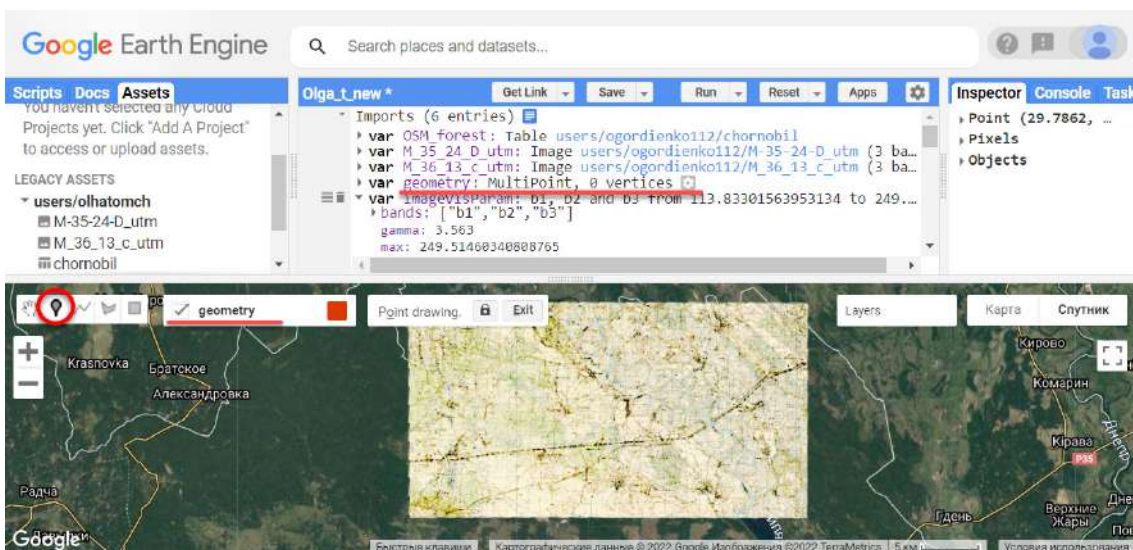 Google Earth Engine
Search places and datasets...
Scripts Docs Assets
You haven't selected any Cloud
Projects yet. Click "Add A Project"
to access or upload assets.
LEGACY ASSETS
users/olhatomch
M-35-24-D_utm
M_36_13_c_utm
chornobil
Olga_t_new *
Get Link
Save
Run
Reset
Apps
Imports (6 entries)
var OSM_forest: Table users/ogordienko112/chornobil
var M_35_24_D_utm: Image users/ogordienko112/M-35-24-D_utm (3 ba...
var M_36_13_c_utm: Image users/ogordienko112/M_36_13_c_utm (3 ba...
var geometry: MultiPoint, 0 vertices
var imageVisParam: b1, b2 and b3 from 113.83301563953134 to 249....
bands: ["b1","b2","b3"]
gamma: 3.563
max: 249.51460340808765
Inspector Console Task
Point (29.7862, ...
Pixels
Objects
geometry
Point drawing.
Exit
Layers
Карта
Спутник
Krasnovka
Братское
Александровка
Радча
Кирово
Комарин
Кірава
P35
Днепр
Гдень
Верхние
Жары
Google
Быстрые клавиши
Картографические данные © 2022 Google Изображения ©2022 TerraMetrics
5 км
Условия использования